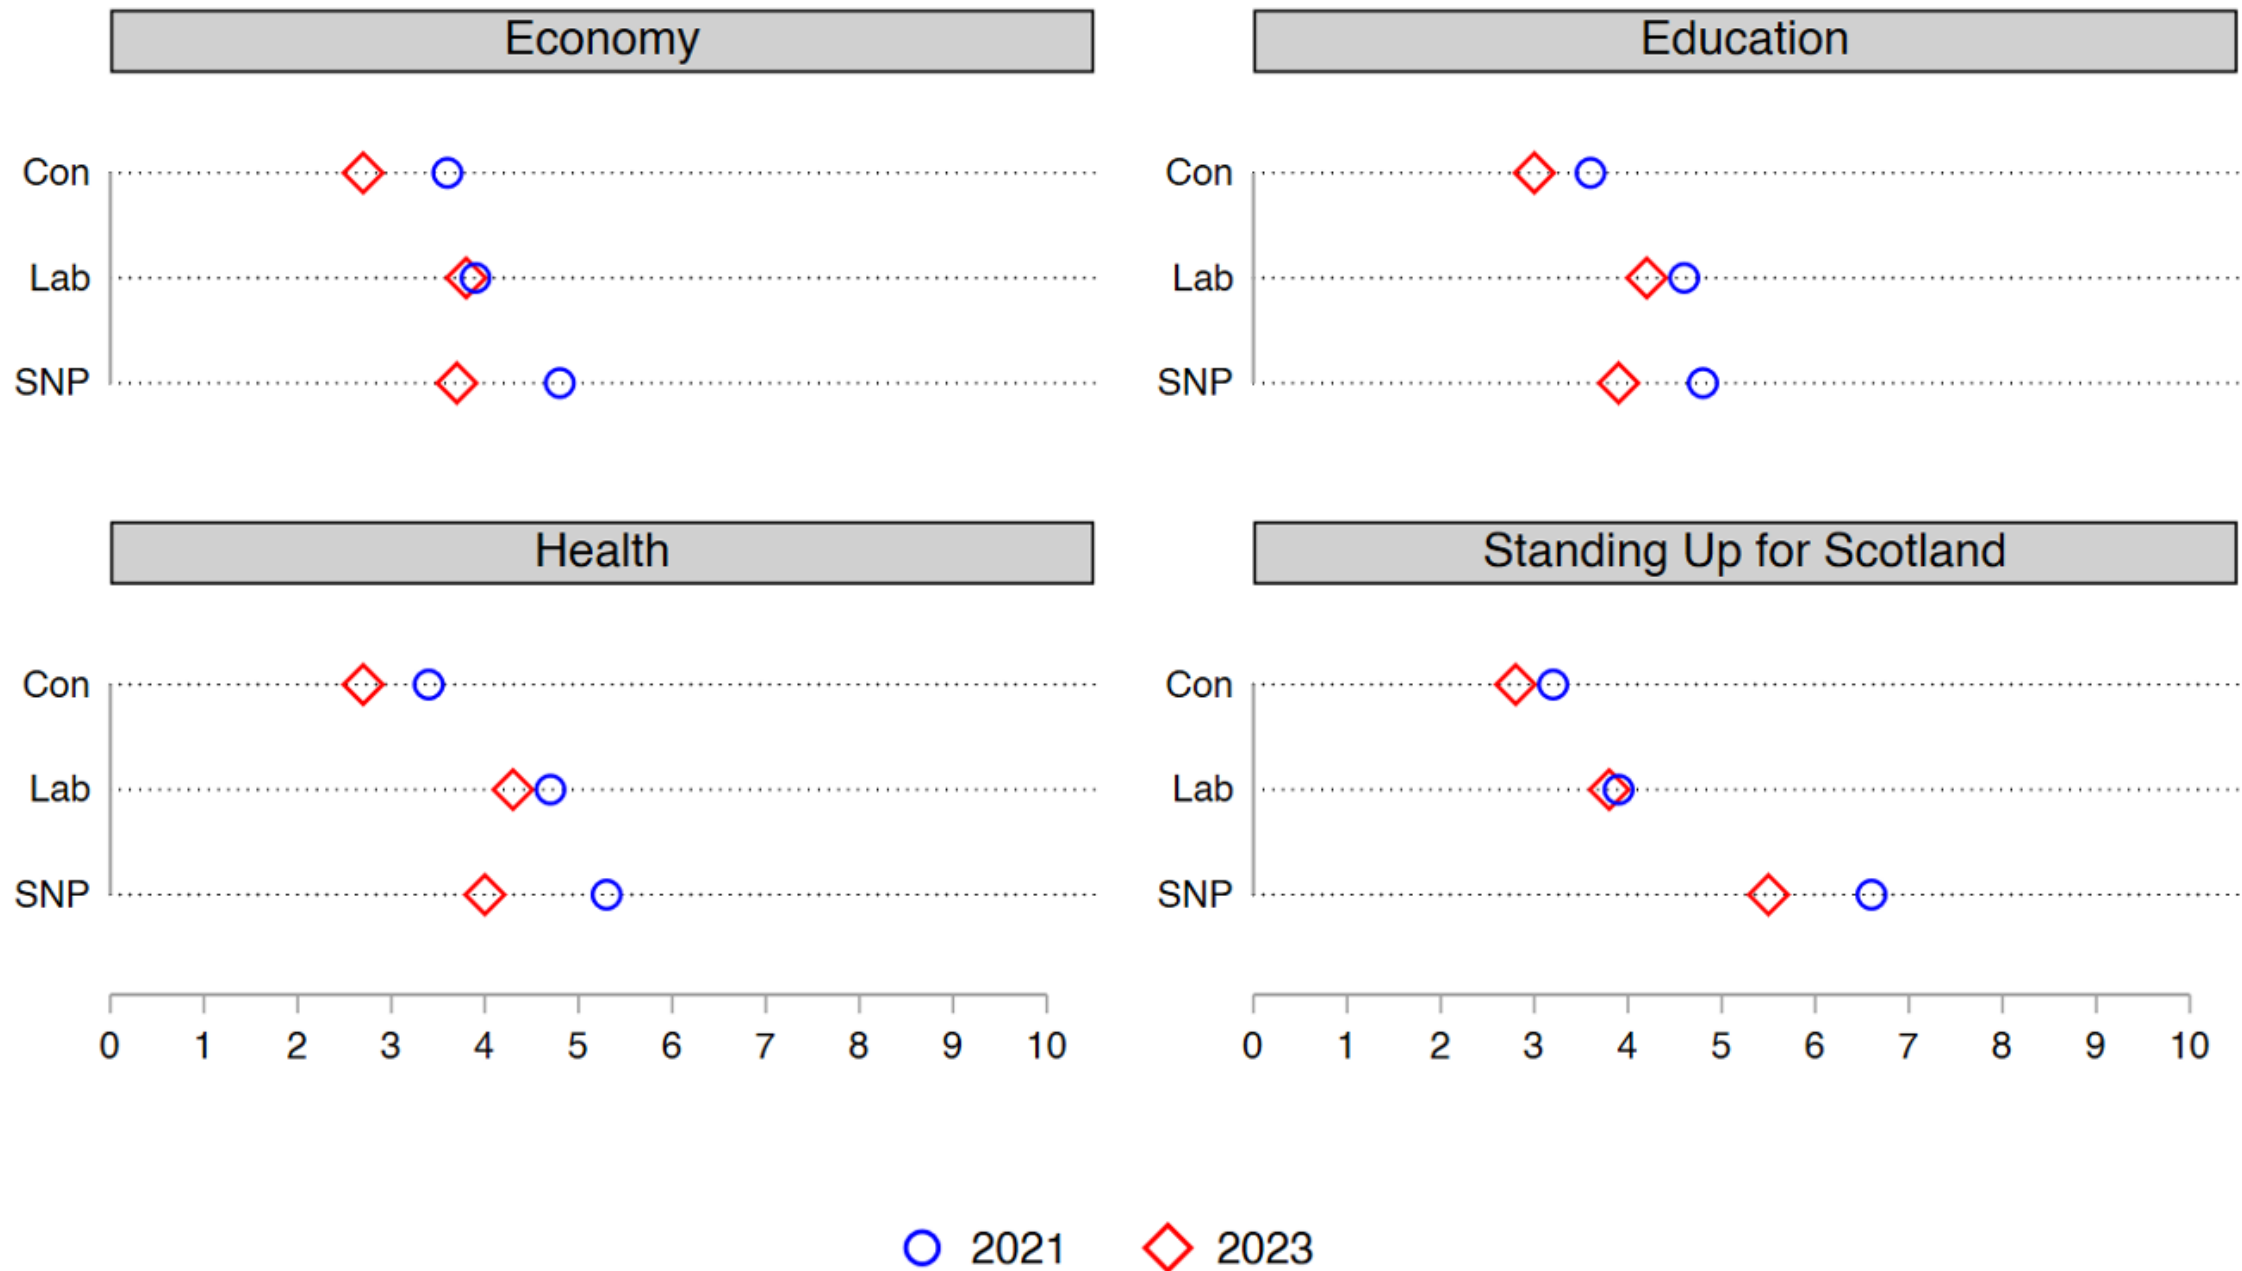 Economy
Con
Lab
SNP
Education
Con
Lab
SNP
Health
Con
Lab
SNP
0 1 2 3 4 5 6 7 8 9 10
Standing Up for Scotland
Con
Lab
SNP
0 1 2 3 4 5 6 7 8 9 10
2021 2023